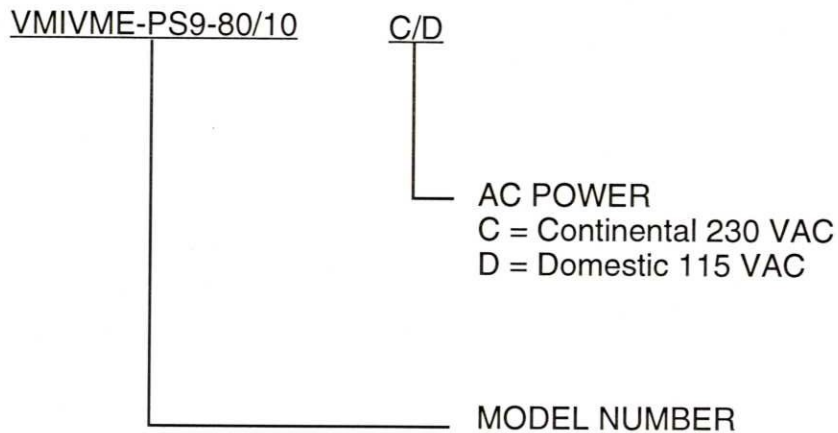 VMIVME-PS9-80/10 C/D
AC POWER
C = Continental 230 VAC
D = Domestic 115 VAC
MODEL NUMBER